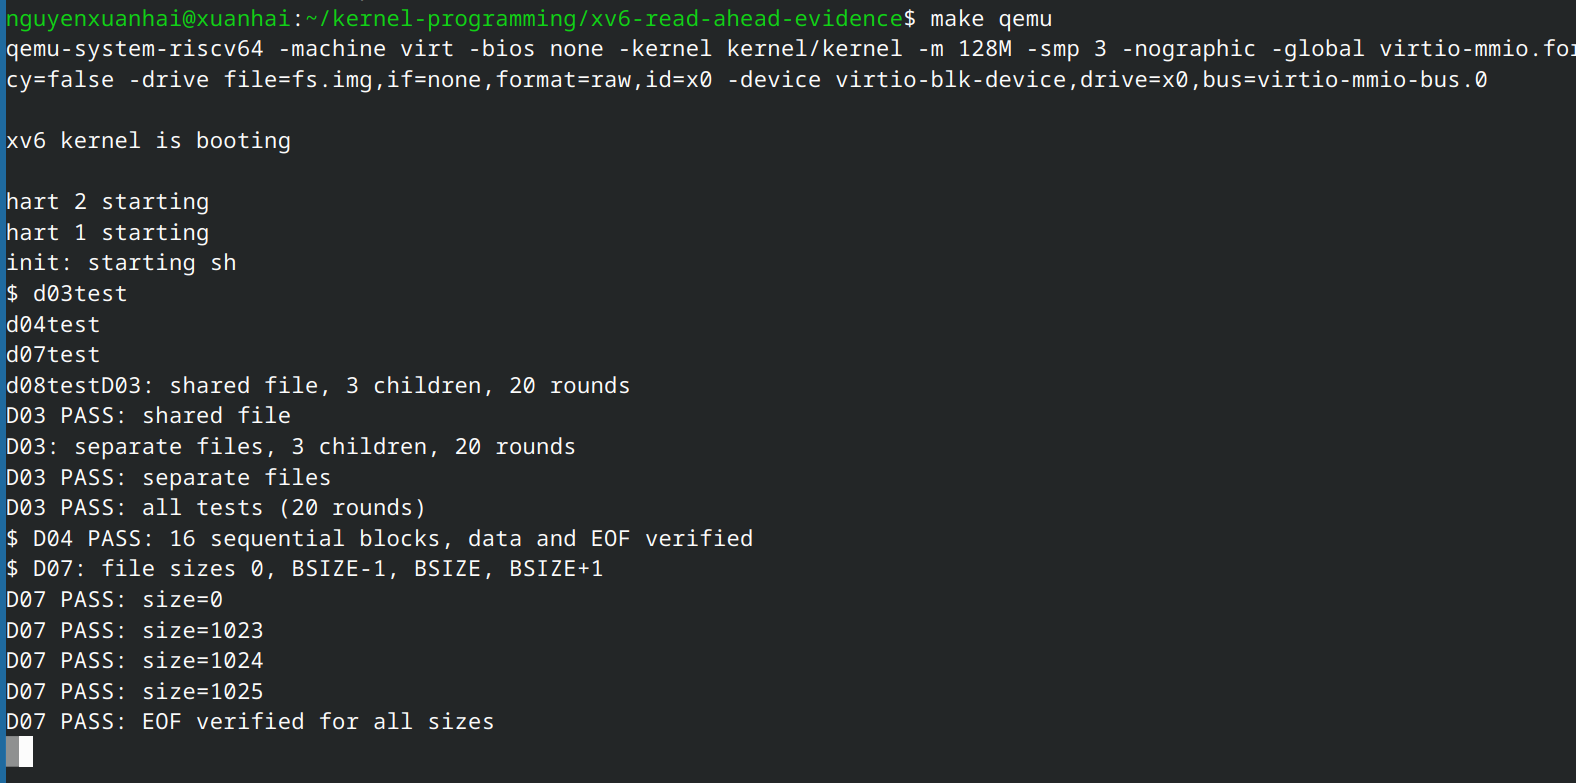 nguyenxuanhai@xuanhai:~/kernel-programming/xv6-read-ahead-evidence$ make qemu
qemu-system-riscv64 -machine virt -bios none -kernel kernel/kernel -m 128M -smp 3 -nographic -global virtio-mmio.for
cy=false -drive file=fs.img,if=none,format=raw,id=x0 -device virtio-blk-device,drive=x0,bus=virtio-mmio-bus.0
xv6 kernel is booting
hart 2 starting
hart 1 starting
init: starting sh
$ d03test
d04test
d07test
d08testD03: shared file, 3 children, 20 rounds
D03 PASS: shared file
D03: separate files, 3 children, 20 rounds
D03 PASS: separate files
D03 PASS: all tests (20 rounds)
$ D04 PASS: 16 sequential blocks, data and EOF verified
$ D07: file sizes 0, BSIZE-1, BSIZE, BSIZE+1
D07 PASS: size=0
D07 PASS: size=1023
D07 PASS: size=1024
D07 PASS: size=1025
D07 PASS: EOF verified for all sizes